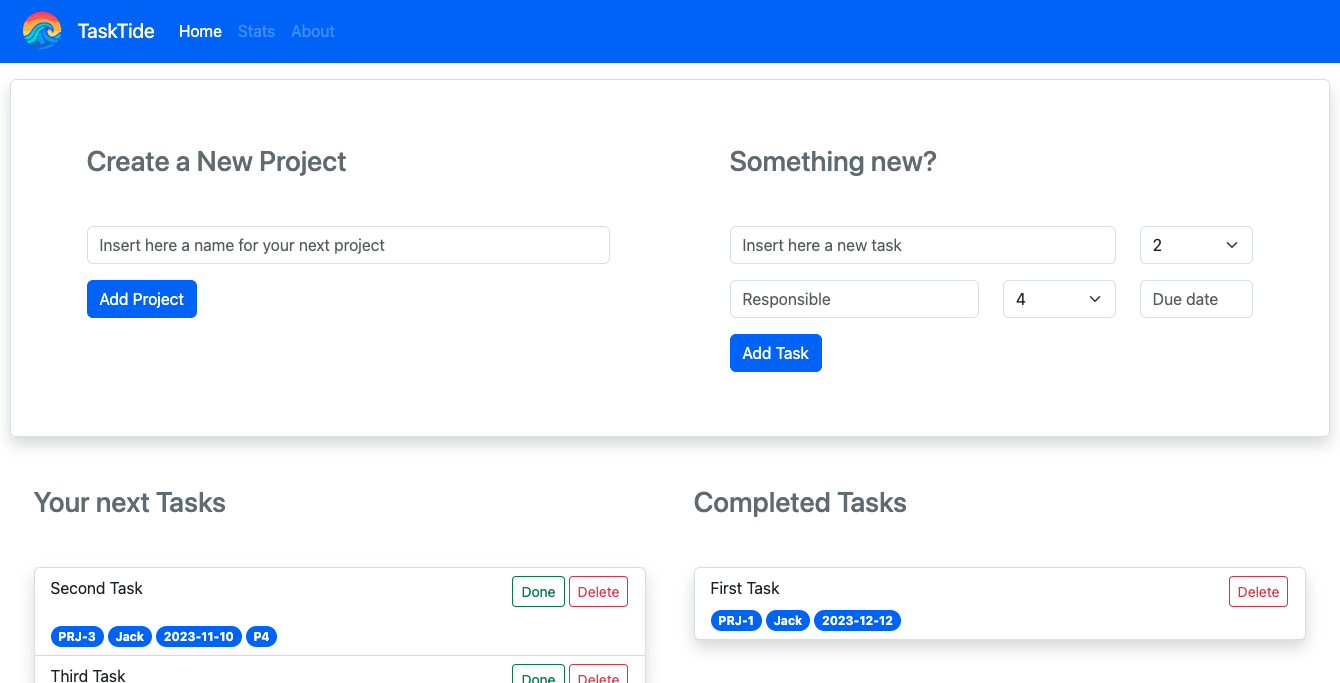 TaskTide Home Stats About
Create a New Project
Insert here a name for your next project
Add Project
Something new?
Insert here a new task 2
Responsible 4 Due date
Add Task
Your next Tasks
Second Task Done Delete
PRJ-3 Jack 2023-11-10 P4
Third Task Done Delete
Completed Tasks
First Task Delete
PRJ-1 Jack 2023-12-12